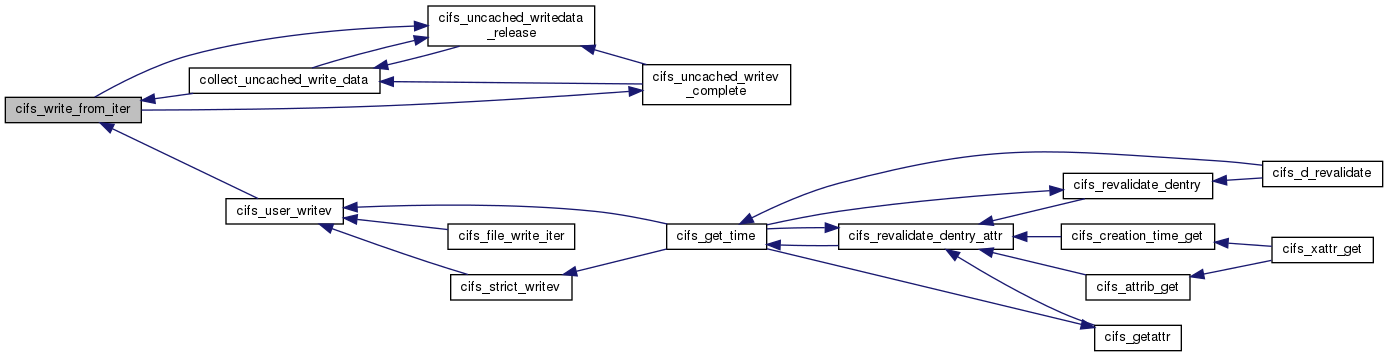 cifs_uncached_writedata
_release
collect_uncached_write_data
cifs_uncached_writev
_complete
cifs_write_from_iter
cifs_d_revalidate
cifs_revalidate_dentry
cifs_user_writev
cifs_file_write_iter
cifs_get_time
cifs_revalidate_dentry_attr
cifs_creation_time_get
cifs_xattr_get
cifs_strict_writev
cifs_attrib_get
cifs_getattr